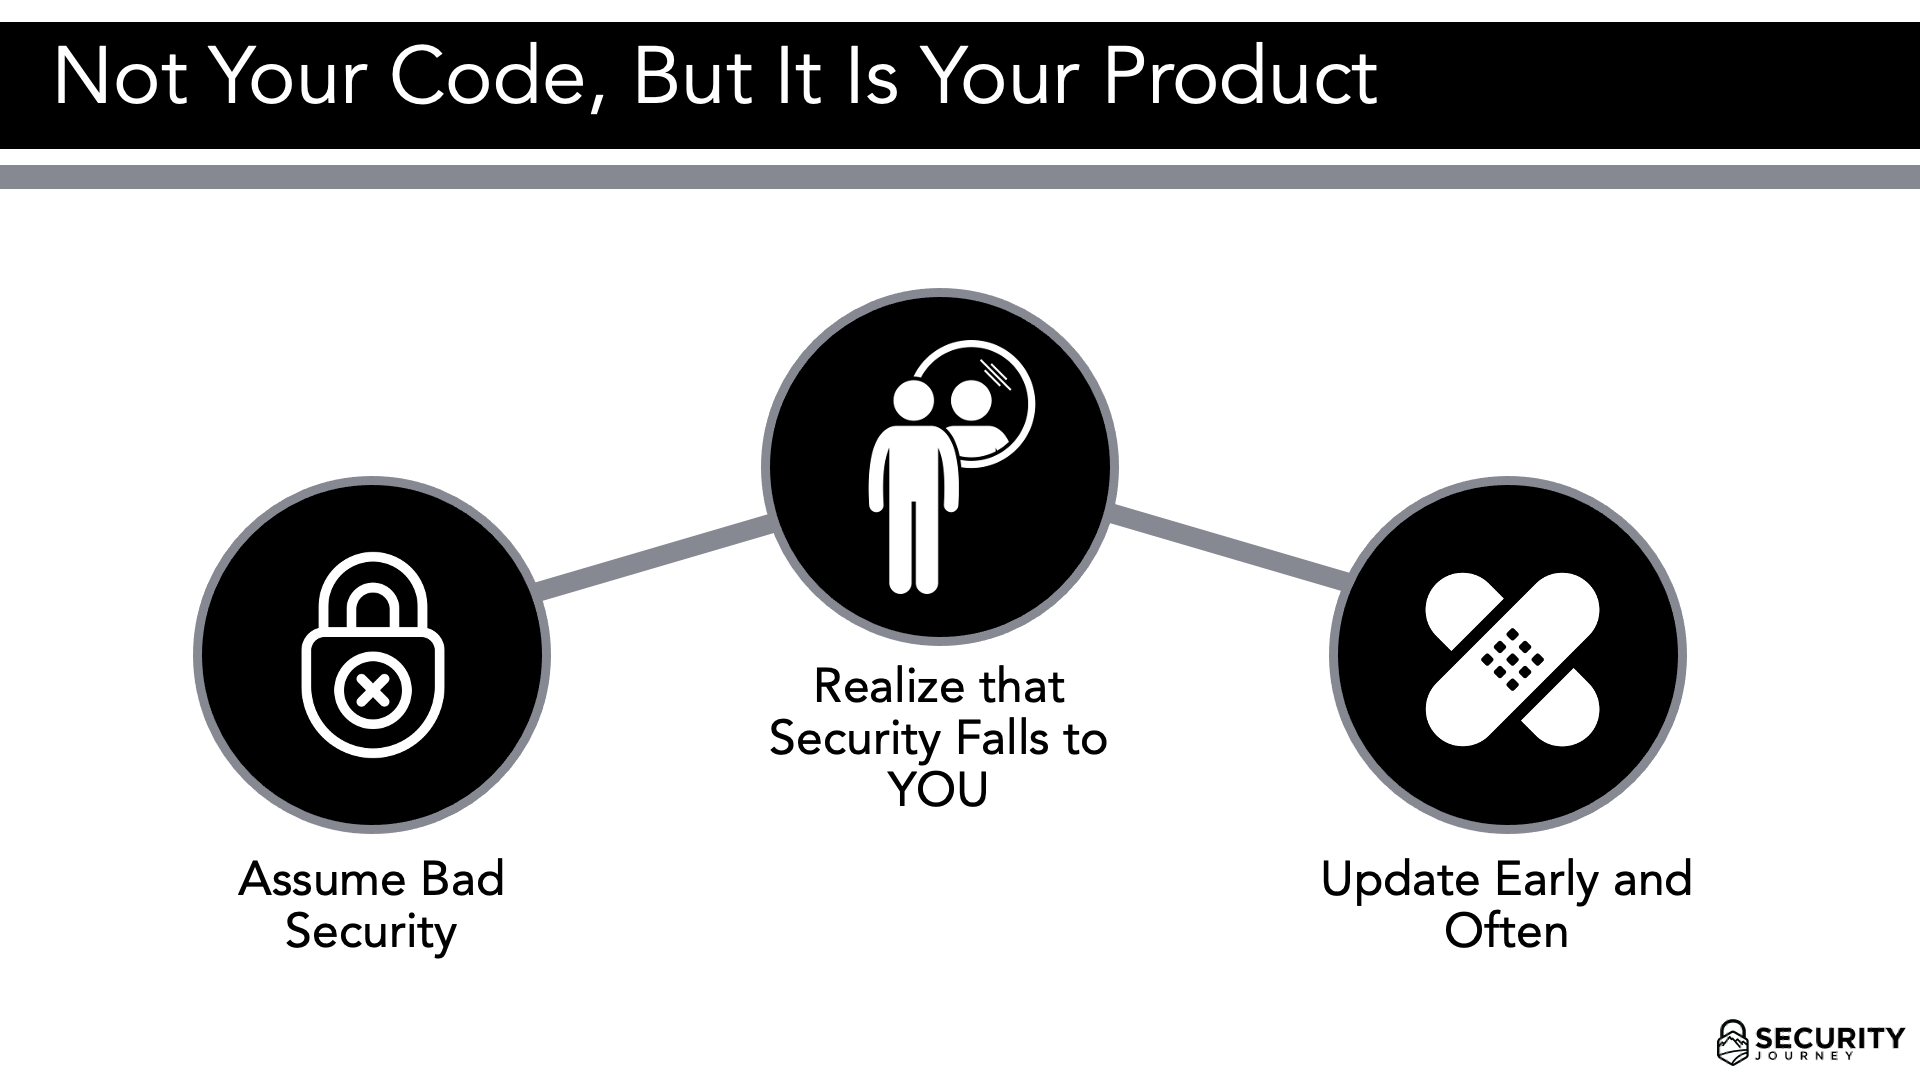 Not Your Code, But It Is Your Product
Realize that
Security Falls to
YOU
Assume Bad
Security
Update Early and
Often
SECURITY
JOURNEY